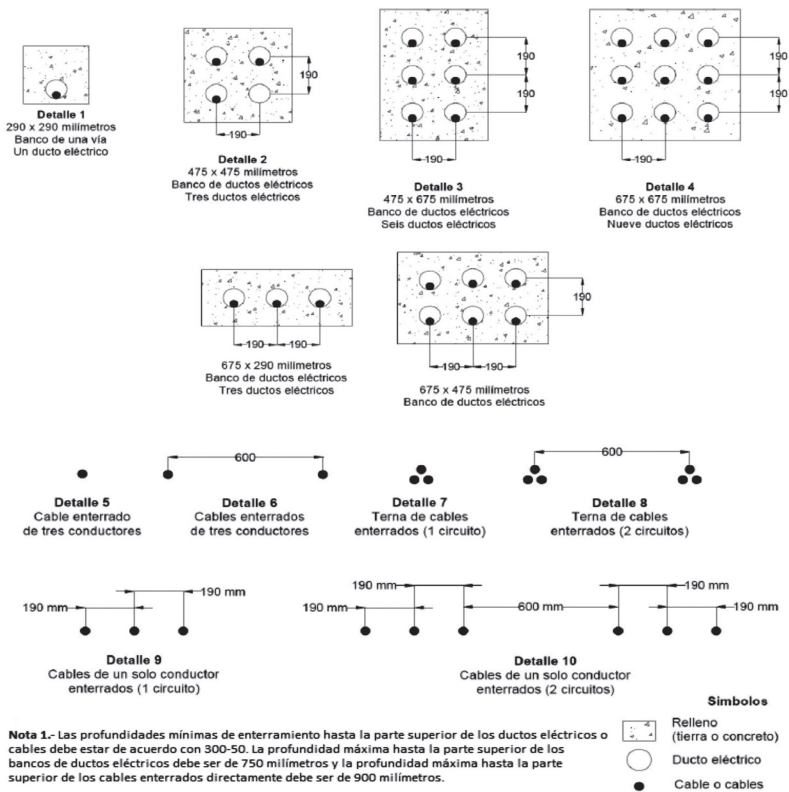 Detalle 1
290 x 290 milímetros
Banco de una vía
Un ducto eléctrico
190
190
Detalle 2
475 x 475 milímetros
Banco de ductos eléctricos
Tres ductos eléctricos
190
190
190
Detalle 3
475 x 675 milímetros
Banco de ductos eléctricos
Seis ductos eléctricos
190
190
190
Detalle 4
675 x 675 milímetros
Banco de ductos eléctricos
Nueve ductos eléctricos
190
190
675 x 290 milímetros
Banco de ductos eléctricos
Tres ductos eléctricos
190
190
190
675 x 475 milímetros
Banco de ductos eléctricos
Detalle 5
Cable enterrado
de tres conductores
600
Detalle 6
Cables enterrados
de tres conductores
Detalle 7
Terna de cables
enterrados (1 circuito)
600
Detalle 8
Terna de cables
enterrados (2 circuitos)
190 mm
190 mm
Detalle 9
Cables de un solo conductor
enterrados (1 circuito)
190 mm
190 mm
600 mm
190 mm
190 mm
Detalle 10
Cables de un solo conductor
enterrados (2 circuitos)
Simbolos
Relleno
(tierra o concreto)
Ducto eléctrico
Cable o cables
Nota 1.- Las profundidades mínimas de enterramiento hasta la parte superior de los ductos eléctricos o
cables debe estar de acuerdo con 300-50. La profundidad máxima hasta la parte superior de los
bancos de ductos eléctricos debe ser de 750 milímetros y la profundidad máxima hasta la parte
superior de los cables enterrados directamente debe ser de 900 milímetros.